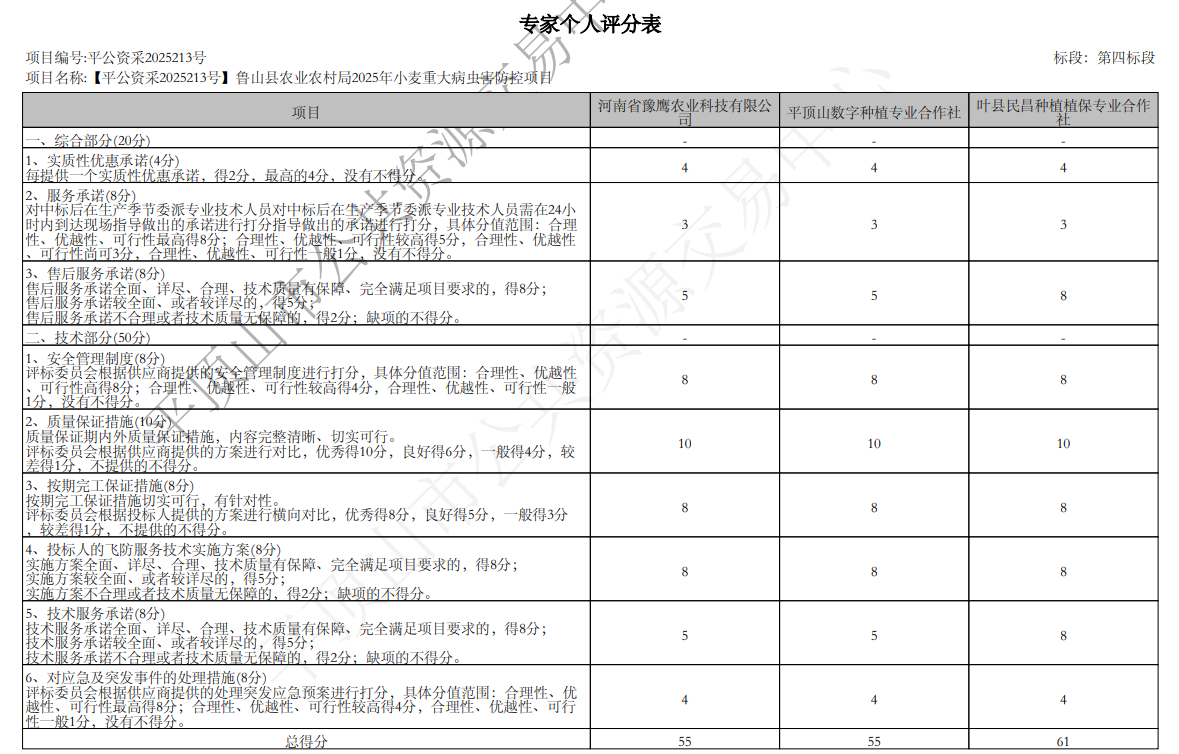 专家个人评分表
项目编号:平公资采2025213号
标段：第四标段
项目名称:【平公资采2025213号】鲁山县农业农村局2025年小麦重大病虫害防控项目
项目
河南省豫鹰农业科技有限公
司
平顶山数字种植专业合作社
叶县民昌种植植保专业合作
社
一、综合部分(20分)
-
-
-
1、实质性优惠承诺(4分)
每提供一个实质性优惠承诺，得2分，最高的4分，没有不得分。
4
4
4
2、服务承诺(8分)
对中标后在生产季节委派专业技术人员对中标后在生产季节委派专业技术人员需在24小
时内到达现场指导做出的承诺进行打分指导做出的承诺进行打分，具体分值范围：合理
性、优越性、可行性最高得8分；合理性、优越性、可行性较高得5分，合理性、优越性
、可行性尚可3分，合理性、优越性、可行性一般1分，没有不得分。
3
3
3
3、售后服务承诺(8分)
售后服务承诺全面、详尽、合理、技术质量有保障、完全满足项目要求的，得8分；
售后服务承诺较全面、或者较详尽的，得5分；
售后服务承诺不合理或者技术质量无保障的，得2分；缺项的不得分。
5
5
8
二、技术部分(50分)
-
-
-
1、安全管理制度(8分)
评标委员会根据供应商提供的安全管理制度进行打分，具体分值范围：合理性、优越性
、可行性高得8分；合理性、优越性、可行性较高得4分，合理性、优越性、可行性一般
1分，没有不得分。
8
8
8
2、质量保证措施(10分)
质量保证期内外质量保证措施，内容完整清晰、切实可行。
评标委员会根据供应商提供的方案进行对比，优秀得10分，良好得6分，一般得4分，较
差得1分，不提供的不得分。
10
10
10
3、按期完工保证措施(8分)
按期完工保证措施切实可行，有针对性。
评标委员会根据投标人提供的方案进行横向对比，优秀得8分，良好得5分，一般得3分
，较差得1分，不提供的不得分。
8
8
8
4、投标人的飞防服务技术实施方案(8分)
实施方案全面、详尽、合理、技术质量有保障、完全满足项目要求的，得8分；
实施方案较全面、或者较详尽的，得5分；
实施方案不合理或者技术质量无保障的，得2分；缺项的不得分。
8
8
8
5、技术服务承诺(8分)
技术服务承诺全面、详尽、合理、技术质量有保障、完全满足项目要求的，得8分；
技术服务承诺较全面、或者较详尽的，得5分；
技术服务承诺不合理或者技术质量无保障的，得2分；缺项的不得分。
5
5
8
6、对应急及突发事件的处理措施(8分)
评标委员会根据供应商提供的处理突发应急预案进行打分，具体分值范围：合理性、优
越性、可行性最高得8分；合理性、优越性、可行性较高得4分，合理性、优越性、可行
性一般1分，没有不得分。
4
4
4
总得分
55
55
61
平顶山市公共资源交易中
平顶山市公共资源交易中心